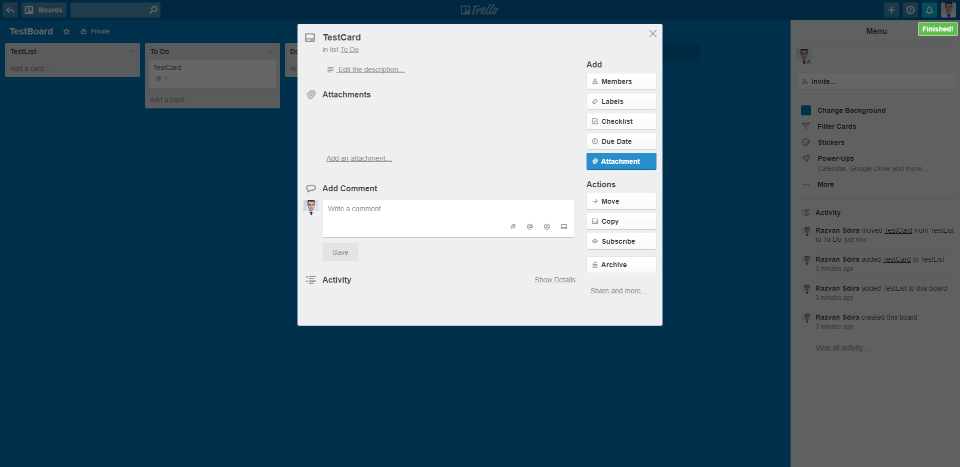 Boards
Trello
TestBoard
Private
TestList
Add a card...
To Do
TestCard
1
Add a card...
Do
TestCard
in list To Do
Edit the description...
Attachments
Add an attachment...
Add Comment
Write a comment
Save
Activity
Show Details
Add
Members
Labels
Checklist
Due Date
Attachment
Actions
Move
Copy
Subscribe
Archive
Share and more...
Finished!
Menu
Invite...
Change Background
Filter Cards
Stickers
Power-Ups
Calendar, Google Drive and more...
More
Activity
Razvan Sdira moved TestCard from TestList
to To Do just now
Razvan Sdira added TestCard to TestList
3 minutes ago
Razvan Sdira added TestList to this board
3 minutes ago
Razvan Sdira created this board
3 minutes ago
View all activity...